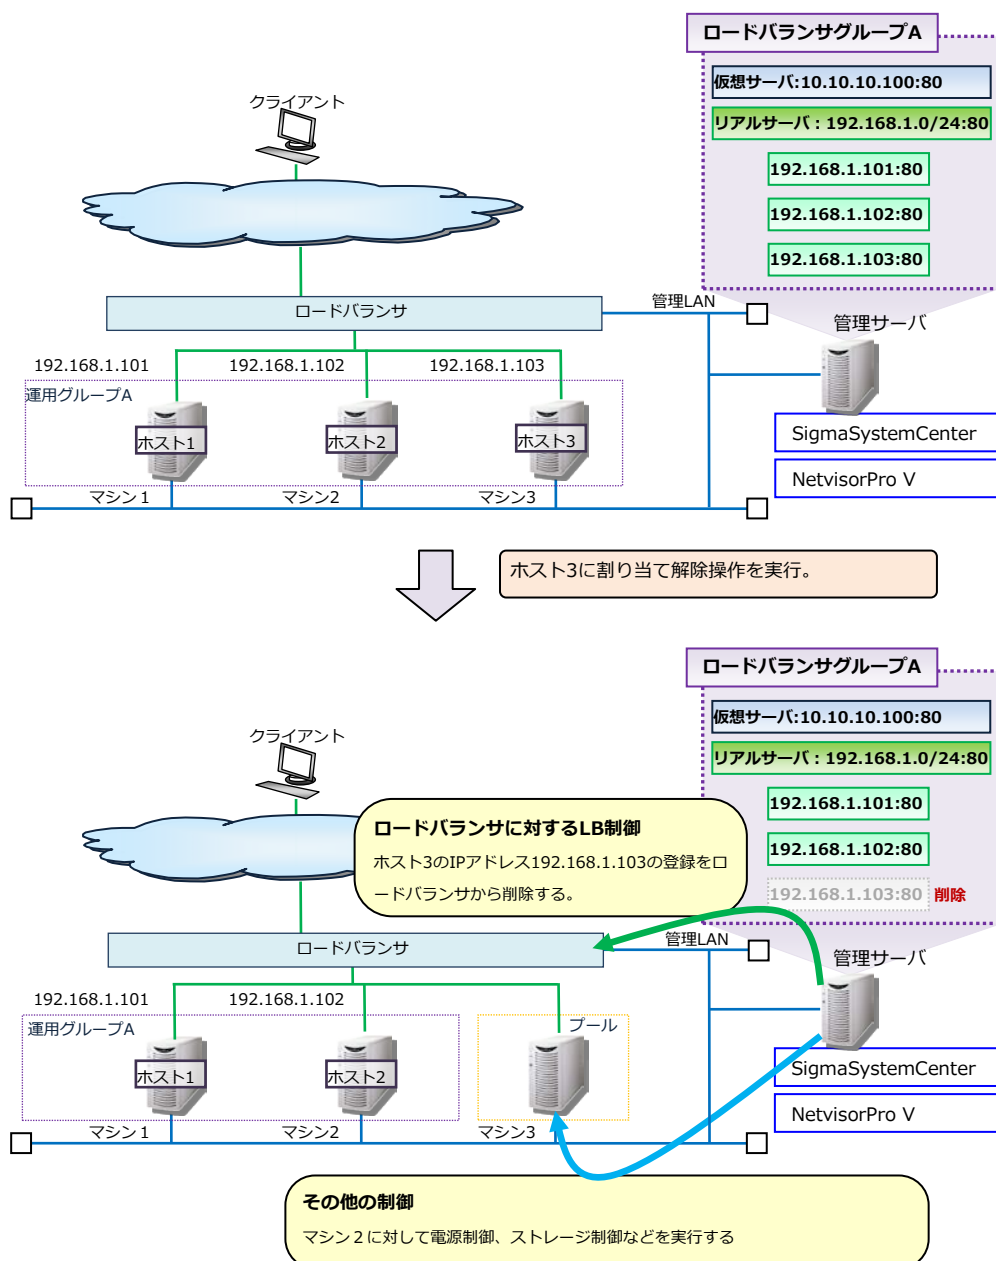 ロードバランサグループA
仮想サーバ:10.10.10.100:80
クライアント
リアルサーバ：192.168.1.0/24:80
192.168.1.101:80
192.168.1.102:80
192.168.1.103:80
管理LAN
ロードバランサ
管理サーバ
192.168.1.101
192.168.1.102
192.168.1.103
運用グループA
ホスト1
ホスト2
ホスト3
SigmaSystemCenter
NetvisorPro V
マシン１
マシン2
マシン3
ホスト3に割り当て解除操作を実行。
ロードバランサグループA
仮想サーバ:10.10.10.100:80
クライアント
リアルサーバ：192.168.1.0/24:80
192.168.1.101:80
192.168.1.102:80
192.168.1.103:80 削除
ロードバランサに対するLB制御
ホスト3のIPアドレス192.168.1.103の登録をロ
ードバランサから削除する。
管理LAN
ロードバランサ
管理サーバ
192.168.1.101
192.168.1.102
運用グループA
プール
ホスト1
ホスト2
SigmaSystemCenter
NetvisorPro V
マシン１
マシン2
マシン3
その他の制御
マシン２に対して電源制御、ストレージ制御などを実行する